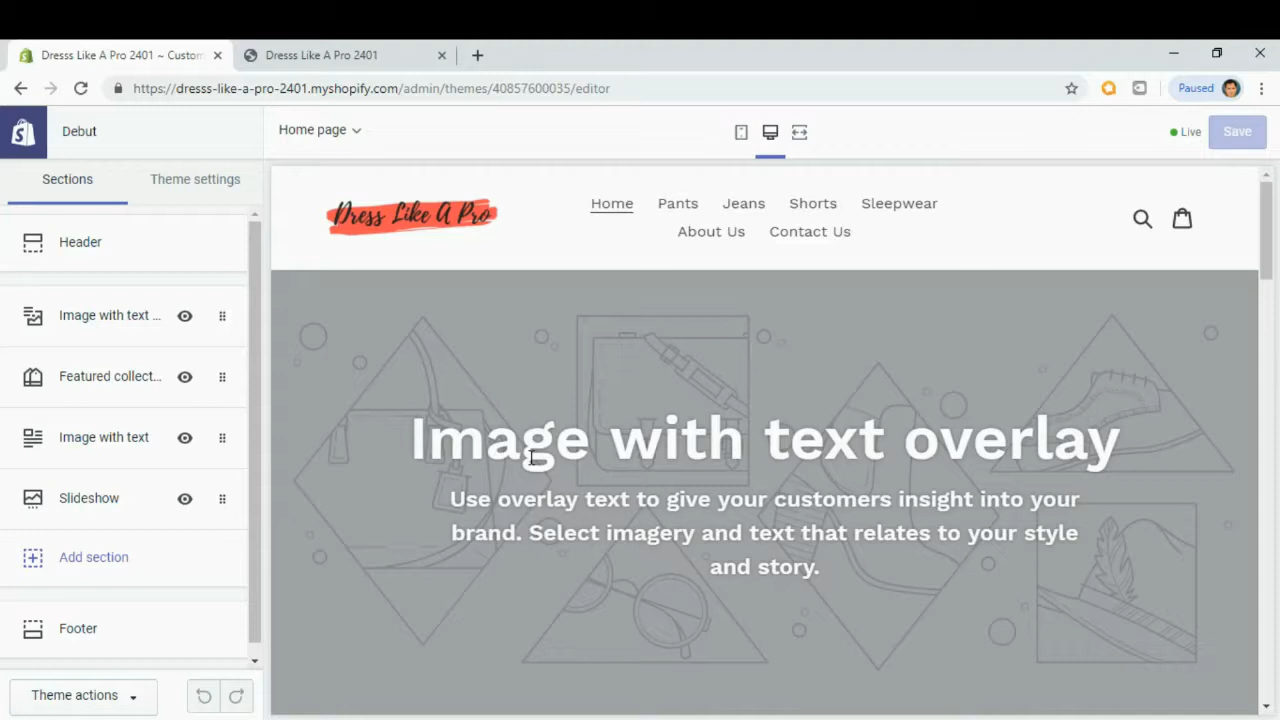 Dresss Like A Pro 2401 ~ Custom
Dresss Like A Pro 2401
https://dresss-like-a-pro-2401.myshopify.com/admin/themes/40857600035/editor
Paused
Debut
Home page
Live
Save
Sections
Theme settings
Header
Image with text ...
Featured collect...
Image with text
Slideshow
Add section
Footer
Theme actions
Dress Like A Pro
Home Pants Jeans Shorts Sleepwear
About Us Contact Us
Image with text overlay
Use overlay text to give your customers insight into your
brand. Select imagery and text that relates to your style
and story.